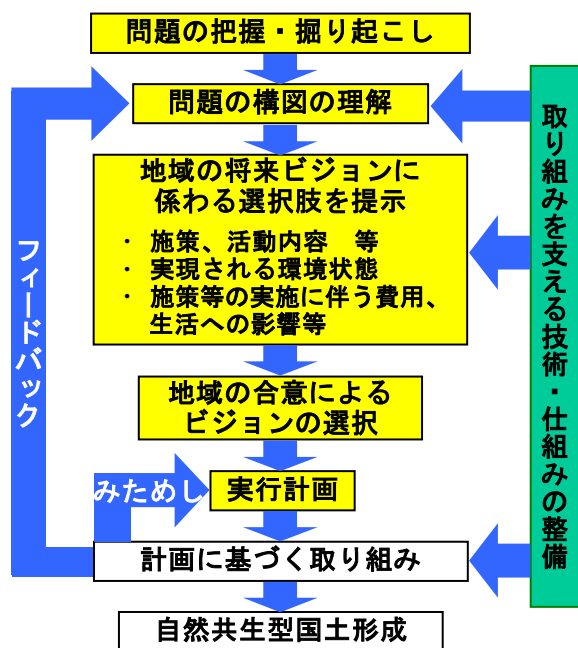 問題の把握・掘り起こし
問題の構図の理解
地域の将来ビジョンに
係わる選択肢を提示
・ 施策、活動内容　等
・ 実現される環境状態
・ 施策等の実施に伴う費用、
生活への影響等
地域の合意による
ビジョンの選択
みためし
実行計画
計画に基づく取り組み
自然共生型国土形成
フィードバック
取り組みを支える技術・仕組みの整備